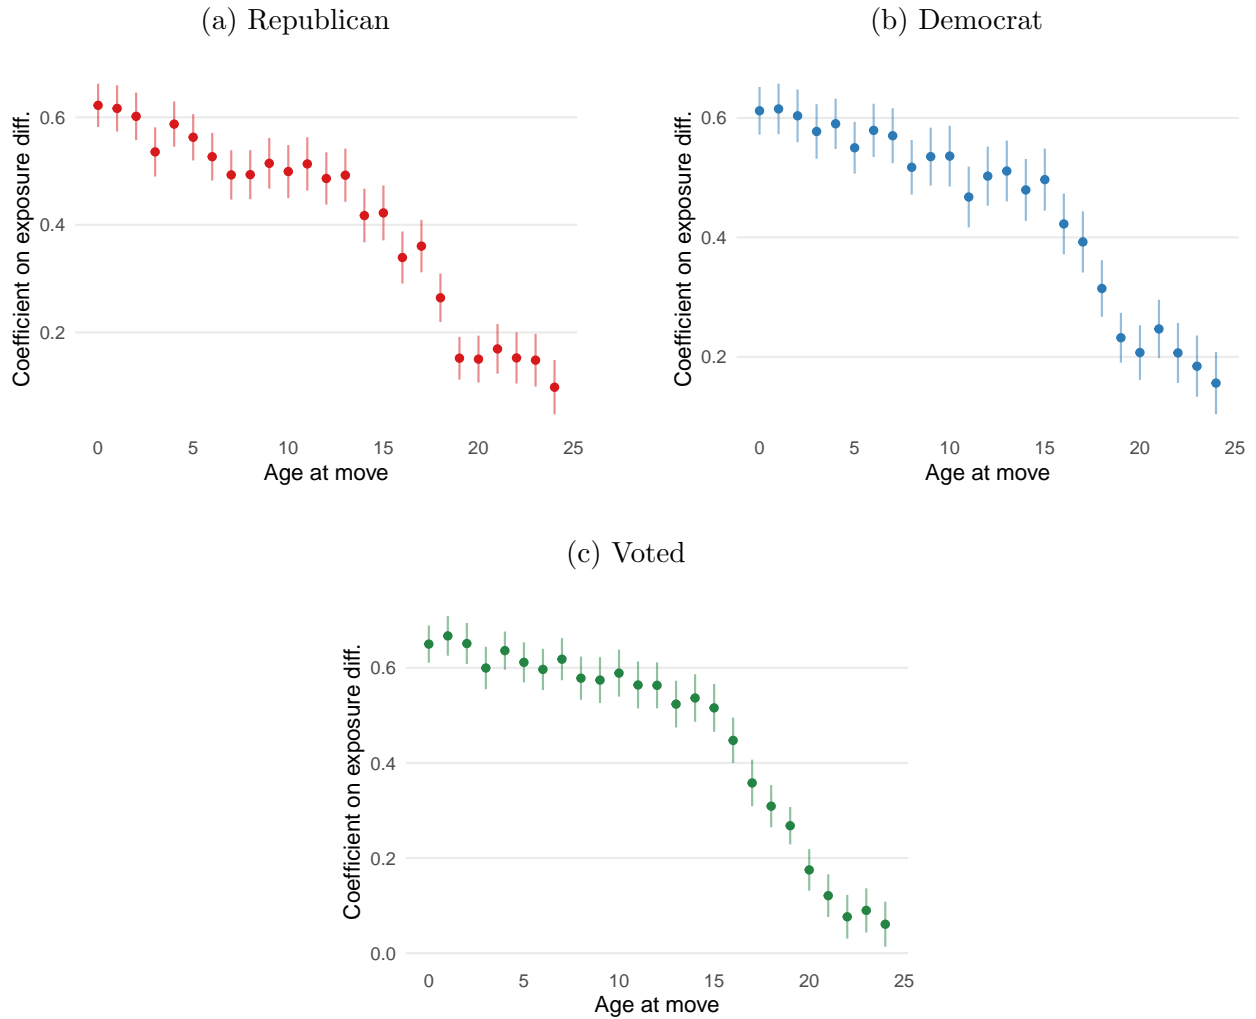 (a) Republican
Coefficient on exposure diff.
0.6
0.4
0.2
0 5 10 15 20 25
Age at move
(b) Democrat
Coefficient on exposure diff.
0.6
0.4
0.2
0 5 10 15 20 25
Age at move
(c) Voted
Coefficient on exposure diff.
0.6
0.4
0.2
0.0
0 5 10 15 20 25
Age at move